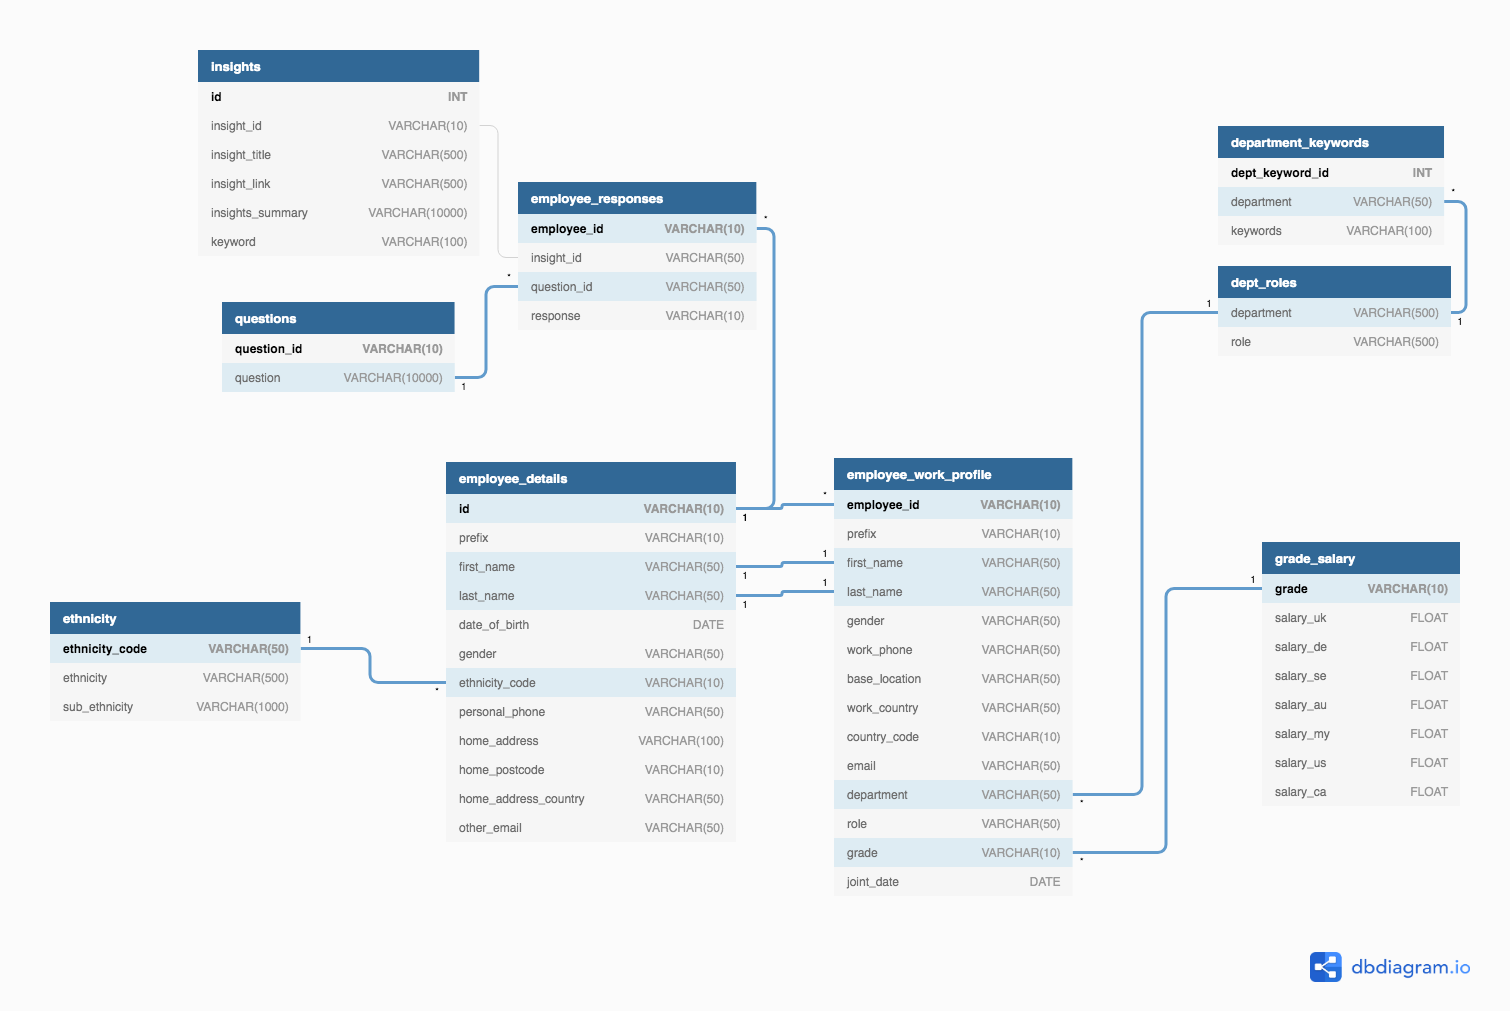 insights
id INT
insight_id VARCHAR(10)
insight_title VARCHAR(500)
insight_link VARCHAR(500)
insights_summary VARCHAR(10000)
keyword VARCHAR(100)
employee_responses
employee_id VARCHAR(10)
insight_id VARCHAR(50)
question_id VARCHAR(50)
response VARCHAR(10)
*
*
questions
question_id VARCHAR(10)
question VARCHAR(10000)
1
department_keywords
dept_keyword_id INT
department VARCHAR(50)
keywords VARCHAR(100)
*
dept_roles
department VARCHAR(500)
role VARCHAR(500)
1
1
employee_details
id VARCHAR(10)
prefix VARCHAR(10)
first_name VARCHAR(50)
last_name VARCHAR(50)
date_of_birth DATE
gender VARCHAR(50)
ethnicity_code VARCHAR(10)
personal_phone VARCHAR(50)
home_address VARCHAR(100)
home_postcode VARCHAR(10)
home_address_country VARCHAR(50)
other_email VARCHAR(50)
1
*
1
1
1
1
employee_work_profile
employee_id VARCHAR(10)
prefix VARCHAR(10)
first_name VARCHAR(50)
last_name VARCHAR(50)
gender VARCHAR(50)
work_phone VARCHAR(50)
base_location VARCHAR(50)
work_country VARCHAR(50)
country_code VARCHAR(10)
email VARCHAR(50)
department VARCHAR(50)
role VARCHAR(50)
grade VARCHAR(10)
joint_date DATE
*
*
ethnicity
ethnicity_code VARCHAR(50)
ethnicity VARCHAR(500)
sub_ethnicity VARCHAR(1000)
1
*
grade_salary
grade VARCHAR(10)
salary_uk FLOAT
salary_de FLOAT
salary_se FLOAT
salary_au FLOAT
salary_my FLOAT
salary_us FLOAT
salary_ca FLOAT
1
dbdiagram.io